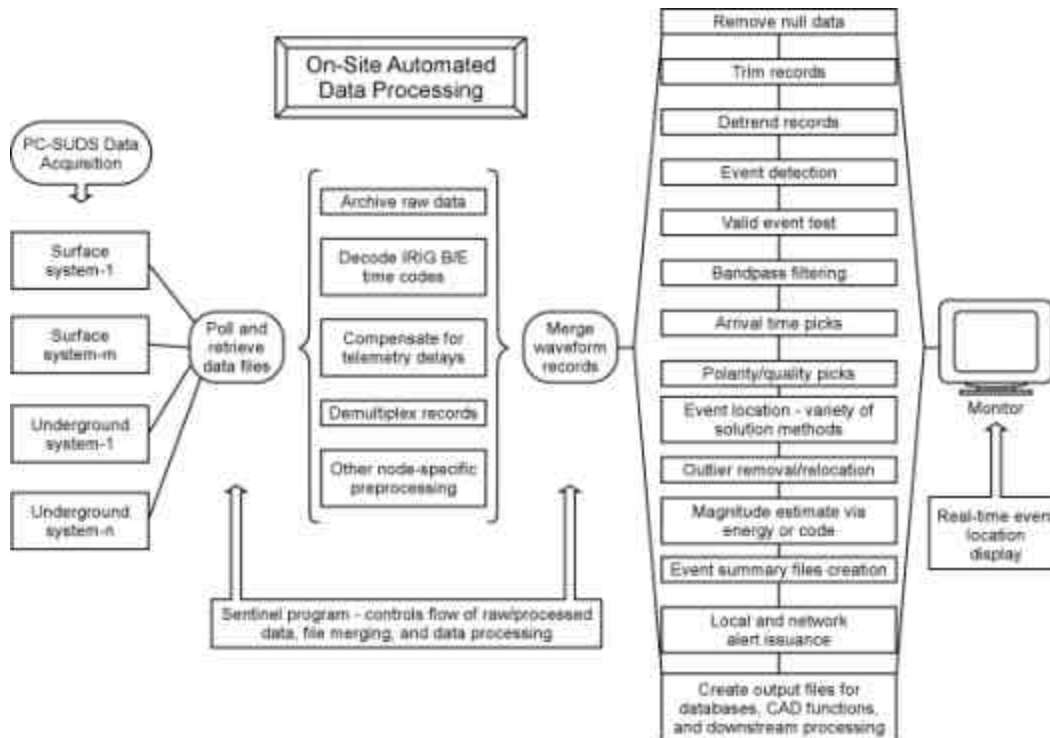 On-Site Automated
Data Processing
PC-SUDS Data
Acquisition
Surface
system-1
Surface
system-m
Underground
system-1
Underground
system-n
Poll and
retrieve
data files
Archive raw data
Decode IRIG B/E
time codes
Compensate for
telemetry delays
Demultiplex records
Other node-specific
preprocessing
Sentinel program - controls flow of raw/processed
data, file merging, and data processing
Merge
waveform
records
Remove null data
Trim records
Detrend records
Event detection
Valid event test
Bandpass filtering
Arrival time picks
Polarity/quality picks
Event location - variety of
solution methods
Outlier removal/relocation
Magnitude estimate via
energy or code
Event summary files creation
Local and network
alert issuance
Create output files for
databases, CAD functions,
and downstream processing
Monitor
Real-time event
location
display